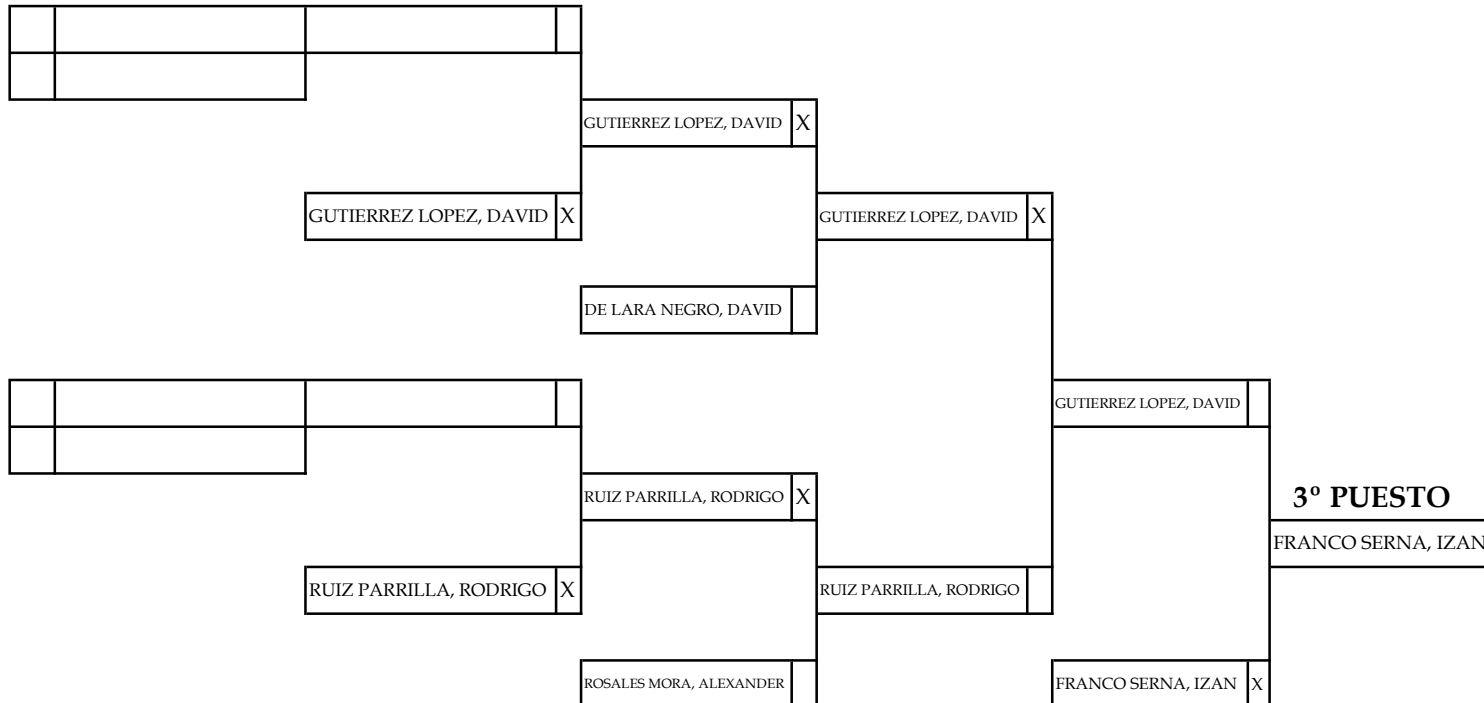 GUTIERREZ LOPEZ, DAVID X
GUTIERREZ LOPEZ, DAVID X
GUTIERREZ LOPEZ, DAVID X
DE LARA NEGRO, DAVID
GUTIERREZ LOPEZ, DAVID
RUIZ PARRILLA, RODRIGO X
3º PUESTO
FRANCO SERNA, IZAN
RUIZ PARRILLA, RODRIGO X
RUIZ PARRILLA, RODRIGO
ROSALES MORA, ALEXANDER
FRANCO SERNA, IZAN X